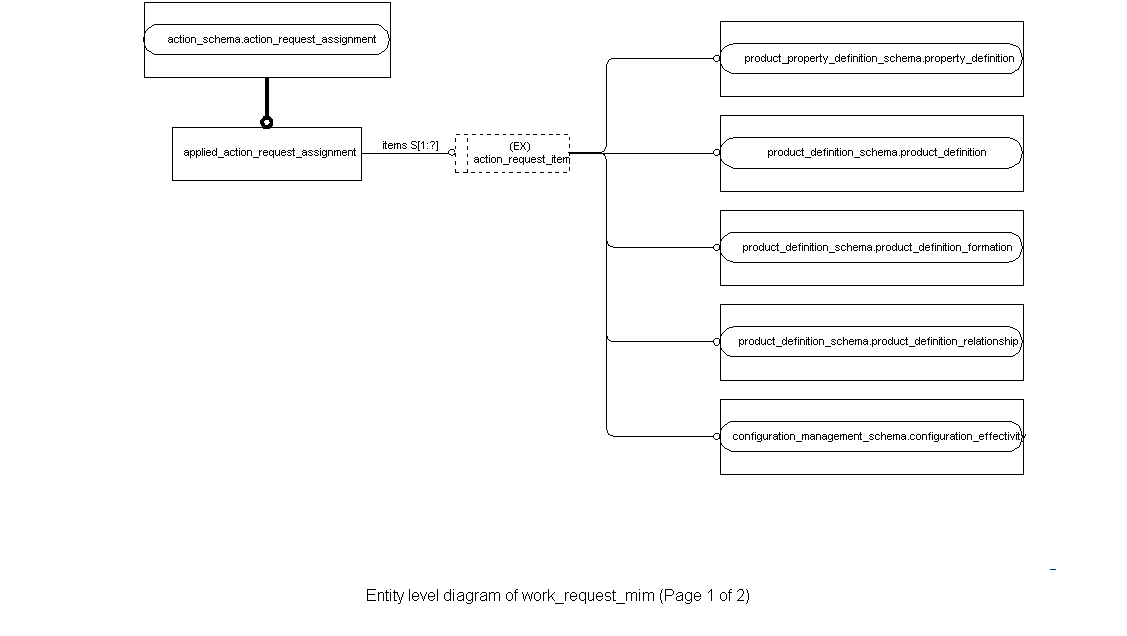 action_schema.action_request_assignment
product_property_definition_schema.property_definition
applied_action_request_assignment
items S[1:?]
(EX)
action_request_item
product_definition_schema.product_definition
product_definition_schema.product_definition_formation
product_definition_schema.product_definition_relationship
configuration_management_schema.configuration_effectivity
Entity level diagram of work_request_mim (Page 1 of 2)